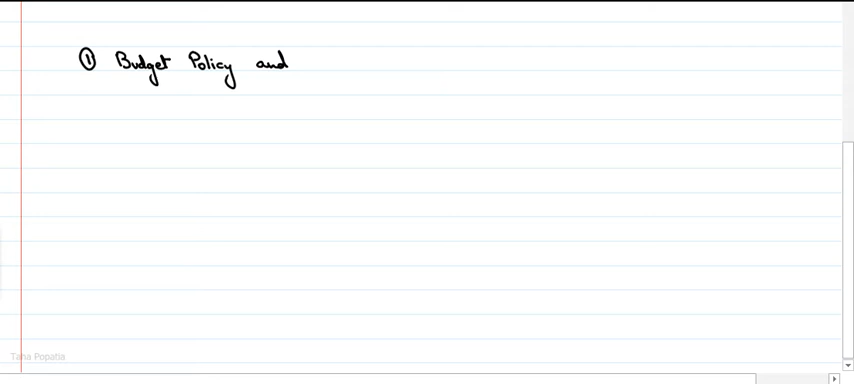 ① Budget Policy and
Taha Popatia